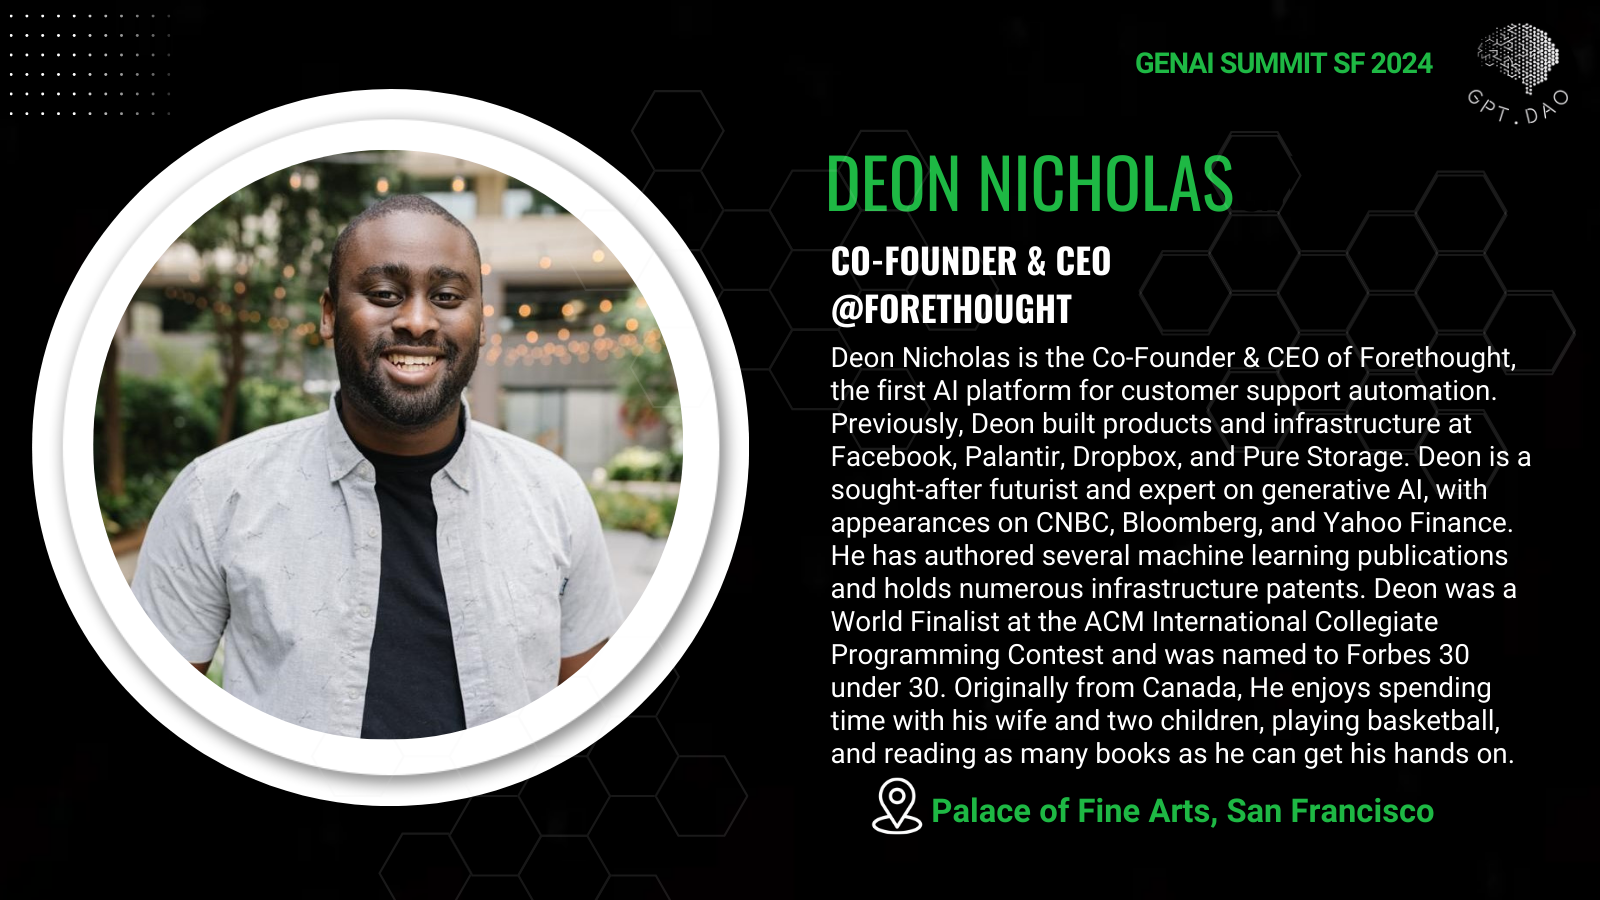 GENAI SUMMIT SF 2024
GPT.DAO
DEON NICHOLAS
CO-FOUNDER & CEO
@FORETHOUGHT
Deon Nicholas is the Co-Founder & CEO of Forethought,
the first AI platform for customer support automation.
Previously, Deon built products and infrastructure at
Facebook, Palantir, Dropbox, and Pure Storage. Deon is a
sought-after futurist and expert on generative AI, with
appearances on CNBC, Bloomberg, and Yahoo Finance.
He has authored several machine learning publications
and holds numerous infrastructure patents. Deon was a
World Finalist at the ACM International Collegiate
Programming Contest and was named to Forbes 30
under 30. Originally from Canada, He enjoys spending
time with his wife and two children, playing basketball,
and reading as many books as he can get his hands on.
Palace of Fine Arts, San Francisco